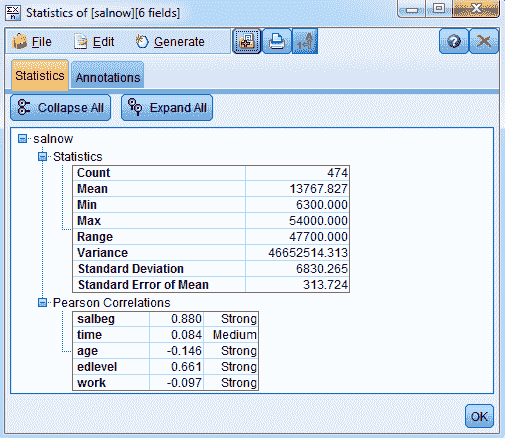 Statistics of [salnow][6 fields]
File Edit Generate
Statistics Annotations
Collapse All Expand All
salnow
Statistics
Count 474
Mean 13767.827
Min 6300.000
Max 54000.000
Range 47700.000
Variance 46652514.313
Standard Deviation 6830.265
Standard Error of Mean 313.724
Pearson Correlations
salbeg 0.880 Strong
time 0.084 Medium
age -0.146 Strong
edlevel 0.661 Strong
work -0.097 Strong
OK